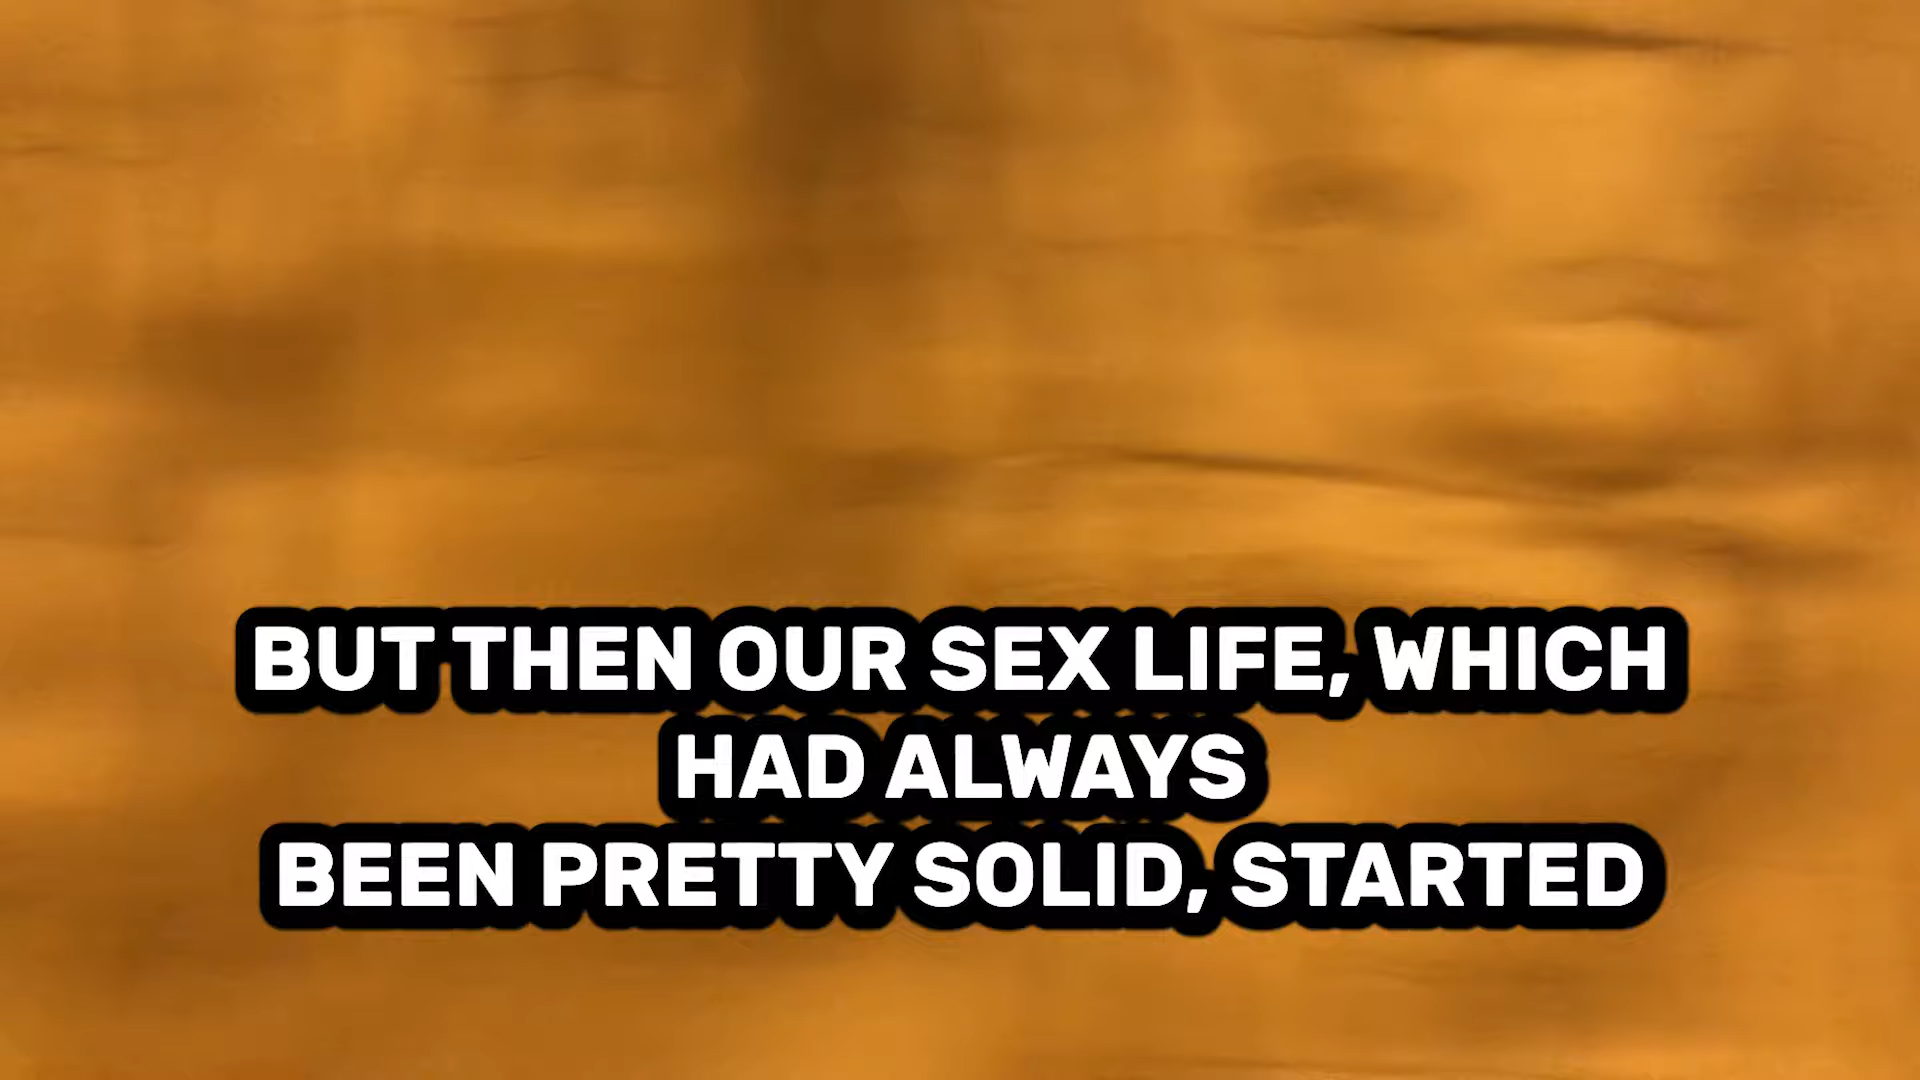 BUT THEN OUR SEX LIFE, WHICH
HAD ALWAYS
BEEN PRETTY SOLID, STARTED